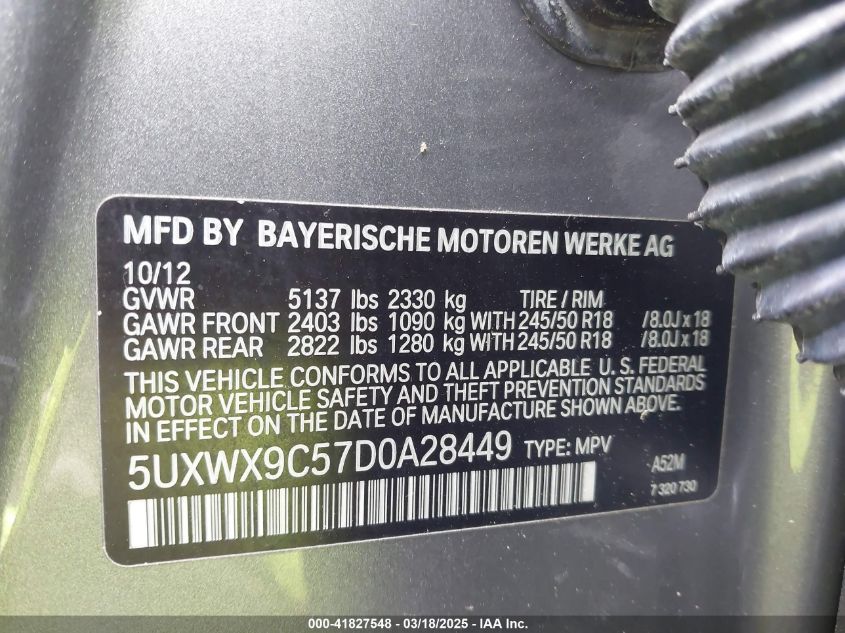 MFD BY BAYERISCHE MOTOREN WERKE AG
10/12
GVWR 5137 lbs 2330 kg TIRE / RIM
GAWR FRONT 2403 lbs 1090 kg WITH 245/50 R18 /8.0J x 18
GAWR REAR 2822 lbs 1280 kg WITH 245/50 R18 /8.0J x 18
THIS VEHICLE CONFORMS TO ALL APPLICABLE U. S. FEDERAL
MOTOR VEHICLE SAFETY AND THEFT PREVENTION STANDARDS
IN EFFECT ON THE DATE OF MANUFACTURE SHOWN ABOVE.
5UXWX9C57D0A28449 TYPE: MPV A52M
7 320 730
000-41827548 - 03/18/2025 - IAA Inc.